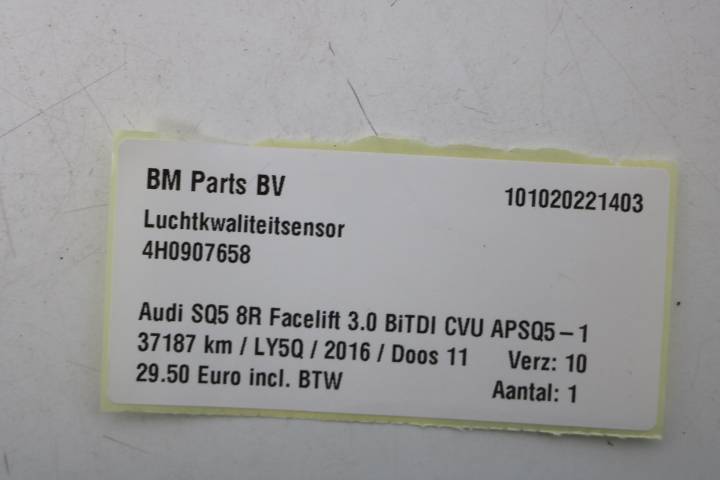 BM Parts BV 101020221403
Luchtkwaliteitsensor
4H0907658
Audi SQ5 8R Facelift 3.0 BiTDI CVU APSQ5-1
37187 km / LY5Q / 2016 / Doos 11 Verz: 10
29.50 Euro incl. BTW Aantal: 1